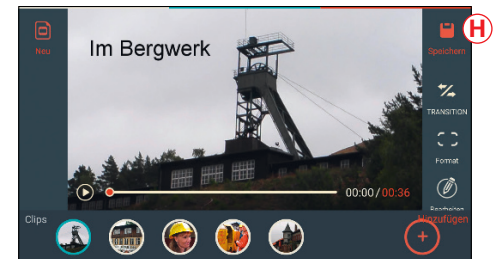 Neu
Im Bergwerk
Speichern
H
TRANSITION
Format
Bearbeiten
00:00/00:36
Clips
Hinzufügen